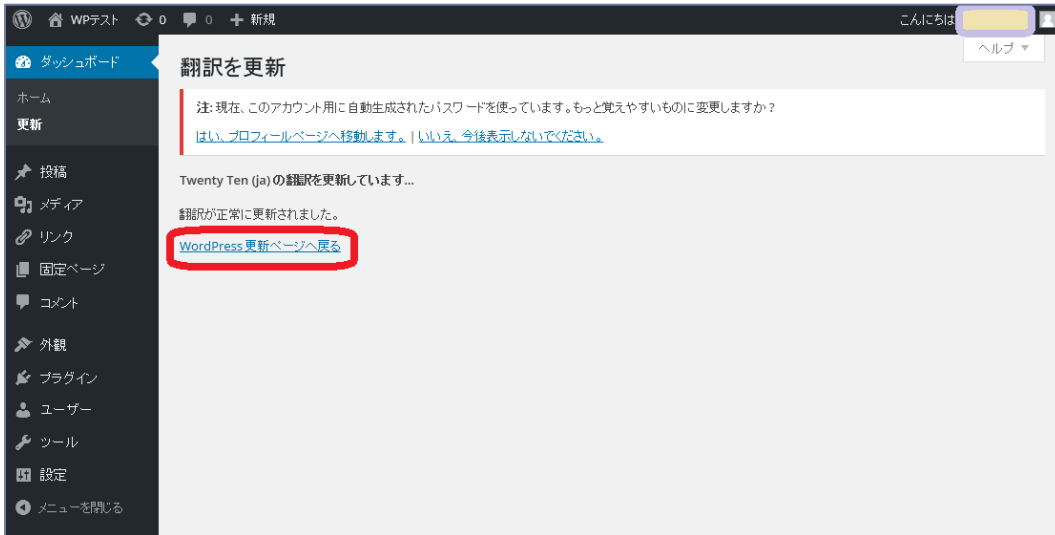 WPテスト 0 0 新規 こんにちは
ヘルプ
ダッシュボード
ホーム
更新
投稿
メディア
リンク
固定ページ
コメント
外観
プラグイン
ユーザー
ツール
設定
メニューを閉じる
翻訳を更新
注: 現在、このアカウント用に自動生成されたパスワードを使っています。もっと覚えやすいものに変更しますか ?
はい、プロフィールページへ移動します。 | いいえ、今後表示しないでください。
Twenty Ten (ja) の翻訳を更新しています...
翻訳が正常に更新されました。
WordPress 更新ページへ戻る